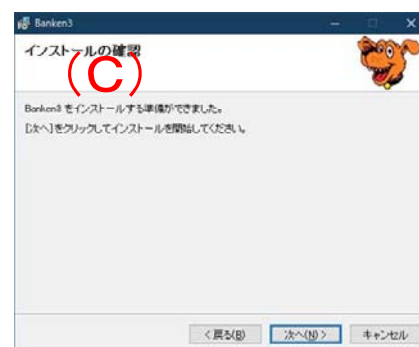 Banken3
インストールの確認
(C)
Banken3 をインストールする準備ができました。
[次へ]をクリックしてインストールを開始してください。
< 戻る(B)
次へ(N) >
キャンセル